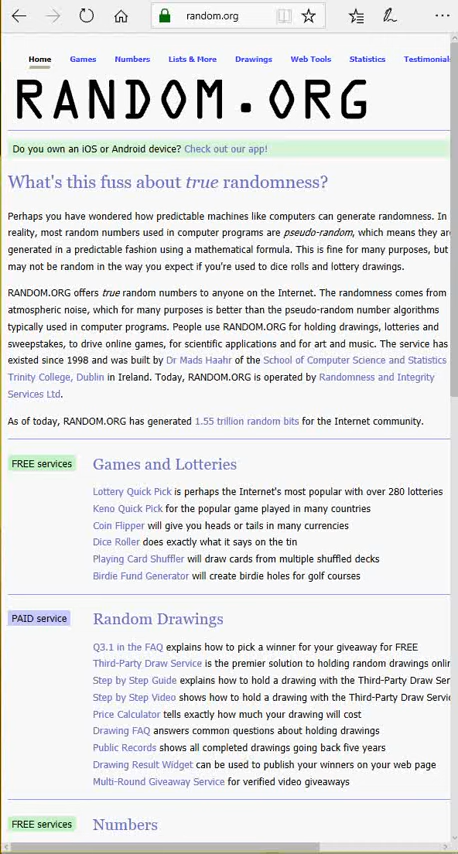 random.org
Home Games Numbers Lists & More Drawings Web Tools Statistics Testimonials
RANDOM.ORG
Do you own an iOS or Android device? Check out our app!
What's this fuss about true randomness?
Perhaps you have wondered how predictable machines like computers can generate randomness. In
reality, most random numbers used in computer programs are pseudo-random, which means they are
generated in a predictable fashion using a mathematical formula. This is fine for many purposes, but
may not be random in the way you expect if you're used to dice rolls and lottery drawings.
RANDOM.ORG offers true random numbers to anyone on the Internet. The randomness comes from
atmospheric noise, which for many purposes is better than the pseudo-random number algorithms
typically used in computer programs. People use RANDOM.ORG for holding drawings, lotteries and
sweepstakes, to drive online games, for scientific applications and for art and music. The service has
existed since 1998 and was built by Dr Mads Haahr of the School of Computer Science and Statistics
Trinity College, Dublin in Ireland. Today, RANDOM.ORG is operated by Randomness and Integrity
Services Ltd.
As of today, RANDOM.ORG has generated 1.55 trillion random bits for the Internet community.
FREE services Games and Lotteries
Lottery Quick Pick is perhaps the Internet's most popular with over 280 lotteries
Keno Quick Pick for the popular game played in many countries
Coin Flipper will give you heads or tails in many currencies
Dice Roller does exactly what it says on the tin
Playing Card Shuffler will draw cards from multiple shuffled decks
Birdie Fund Generator will create birdie holes for golf courses
PAID service Random Drawings
Q3.1 in the FAQ explains how to pick a winner for your giveaway for FREE
Third-Party Draw Service is the premier solution to holding random drawings onlin
Step by Step Guide explains how to hold a drawing with the Third-Party Draw Ser
Step by Step Video shows how to hold a drawing with the Third-Party Draw Servic
Price Calculator tells exactly how much your drawing will cost
Drawing FAQ answers common questions about holding drawings
Public Records shows all completed drawings going back five years
Drawing Result Widget can be used to publish your winners on your web page
Multi-Round Giveaway Service for verified video giveaways
FREE services Numbers